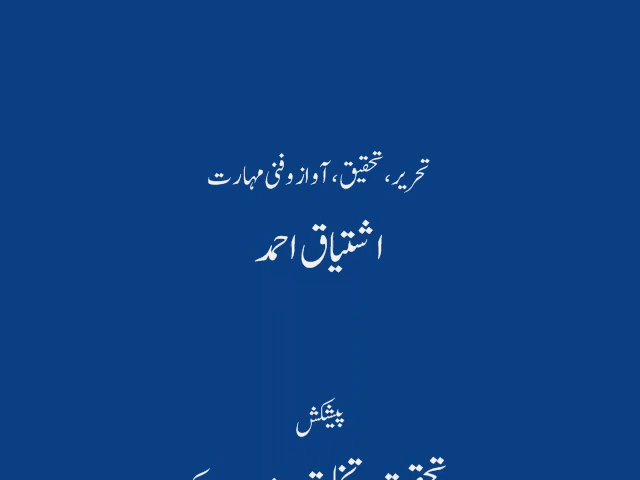 تحریر، تحقیق، آواز و فنی مہارت
اشتیاق احمد
پیشکش